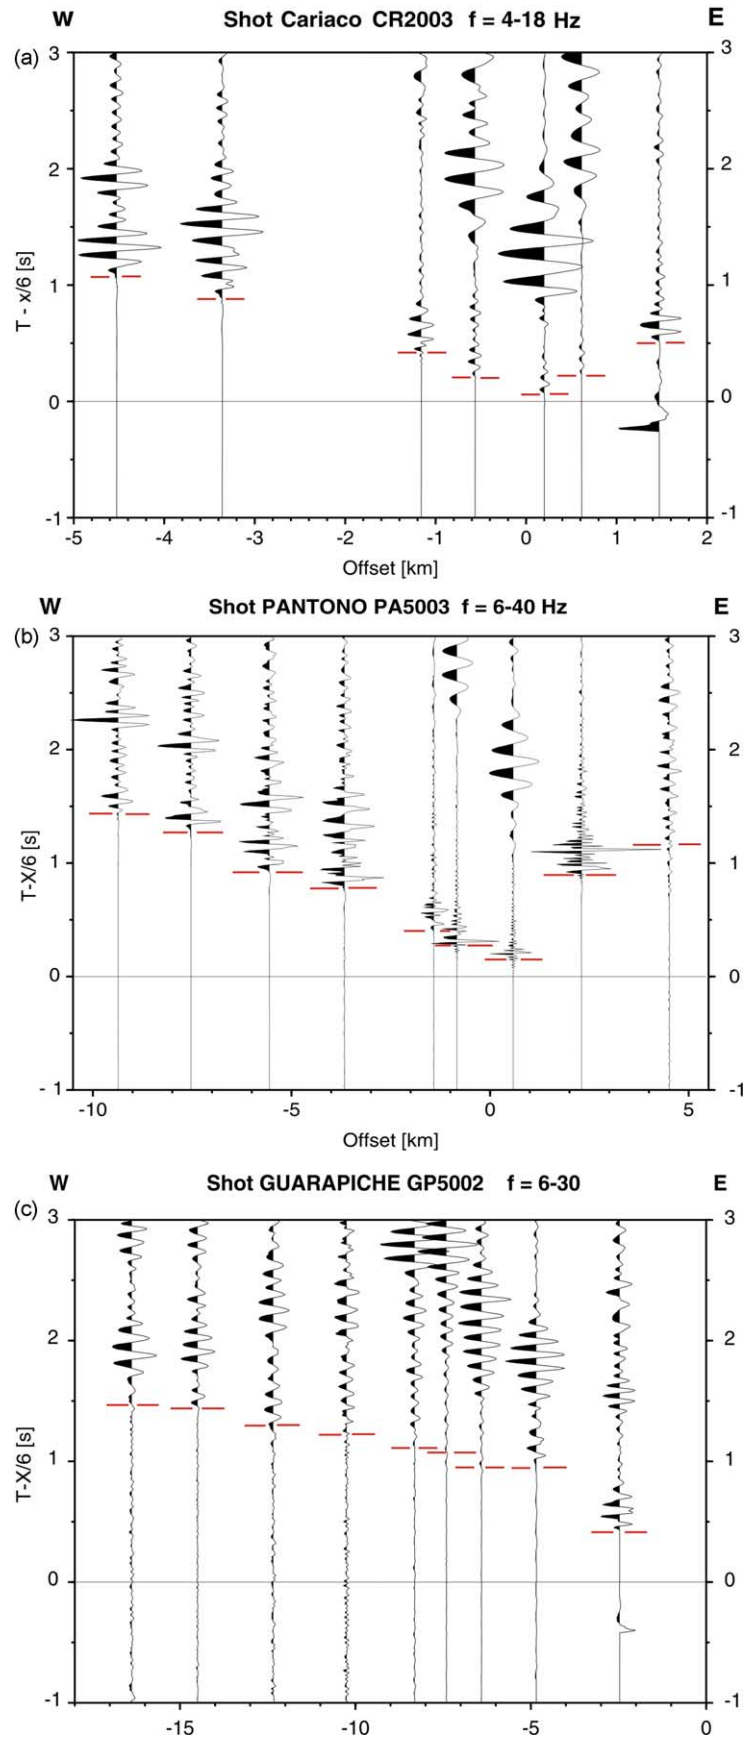 W Shot Cariaco CR2003 f = 4-18 Hz E
(a)
3 3
2 2
1 1
0 0
-1 -1
T - x/6 [s]
-5 -4 -3 -2 -1 0 1 2
Offset [km]
W Shot PANTONO PA5003 f = 6-40 Hz E
(b)
3 3
2 2
1 1
0 0
- 1 -1
T-X/6 [s]
-10 -5 0 5
Offset [km]
W Shot GUARAPICHE GP5002 f = 6-30 E
(c)
3 3
2 2
1 1
0 0
-1 -1
T-X/6 [s]
-15 -10 -5 0